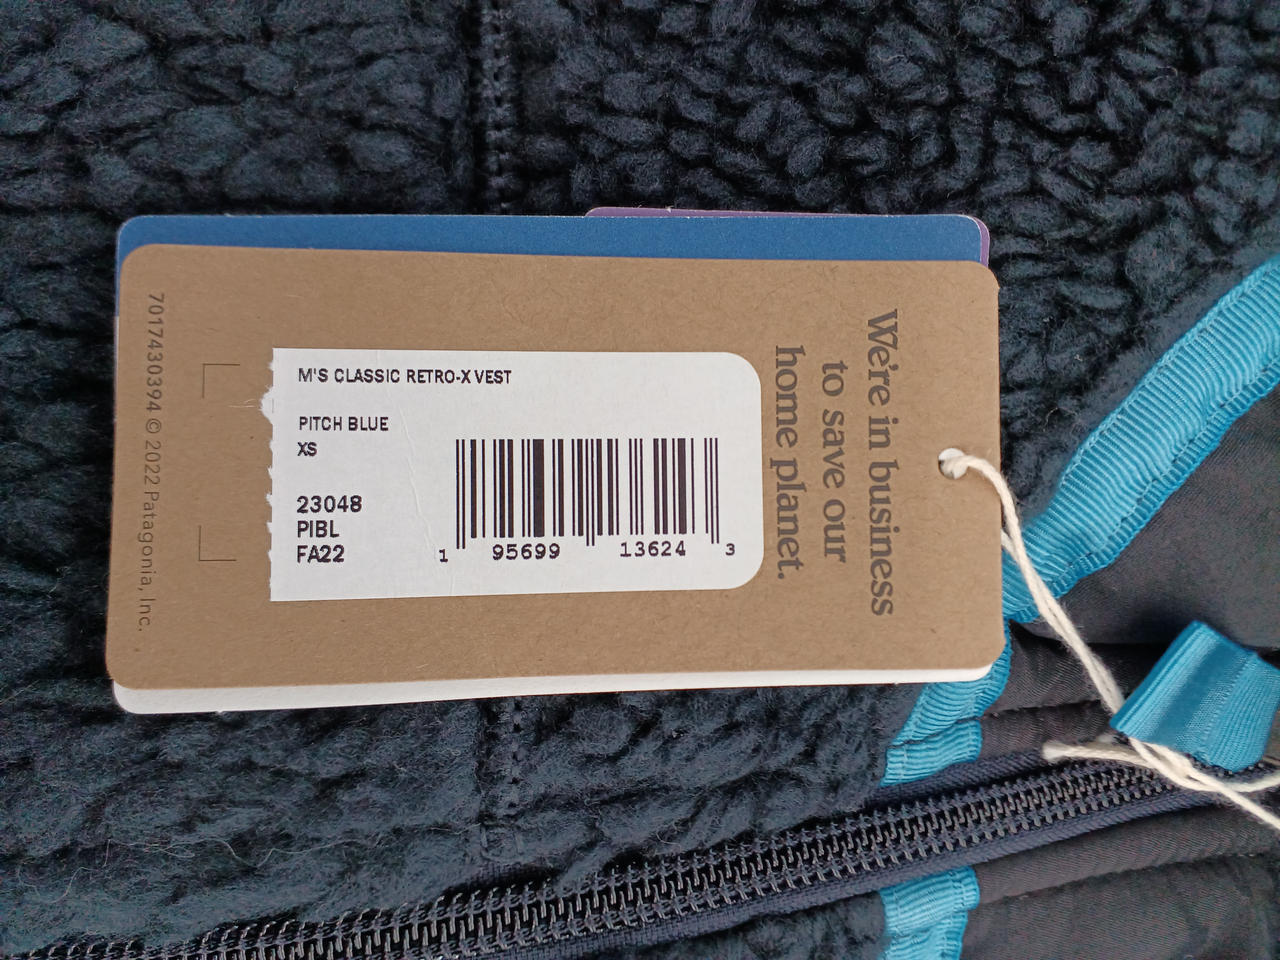 M'S CLASSIC RETRO-X VEST
PITCH BLUE
XS
23048
PIBL
FA22
1 95699 13624 3
We're in business
to save our
home planet.
7017430394 © 2022 Patagonia, Inc.